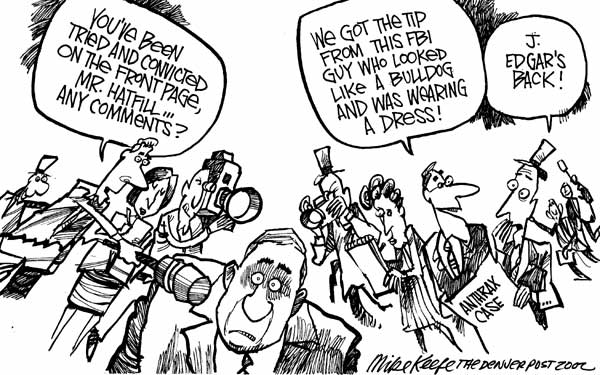 YOU'VE BEEN
TRIED AND CONVICTED
ON THE FRONT PAGE,
MR. HATFILL...
ANY COMMENTS?
WE GOT THE TIP
FROM THIS FBI
GUY WHO LOOKED
LIKE A BULLDOG
AND WAS WEARING
A DRESS!
J.
EDGAR'S
BACK!
ANTHRAX
CASE
MIKE KEEFE THE DENVER POST 2002